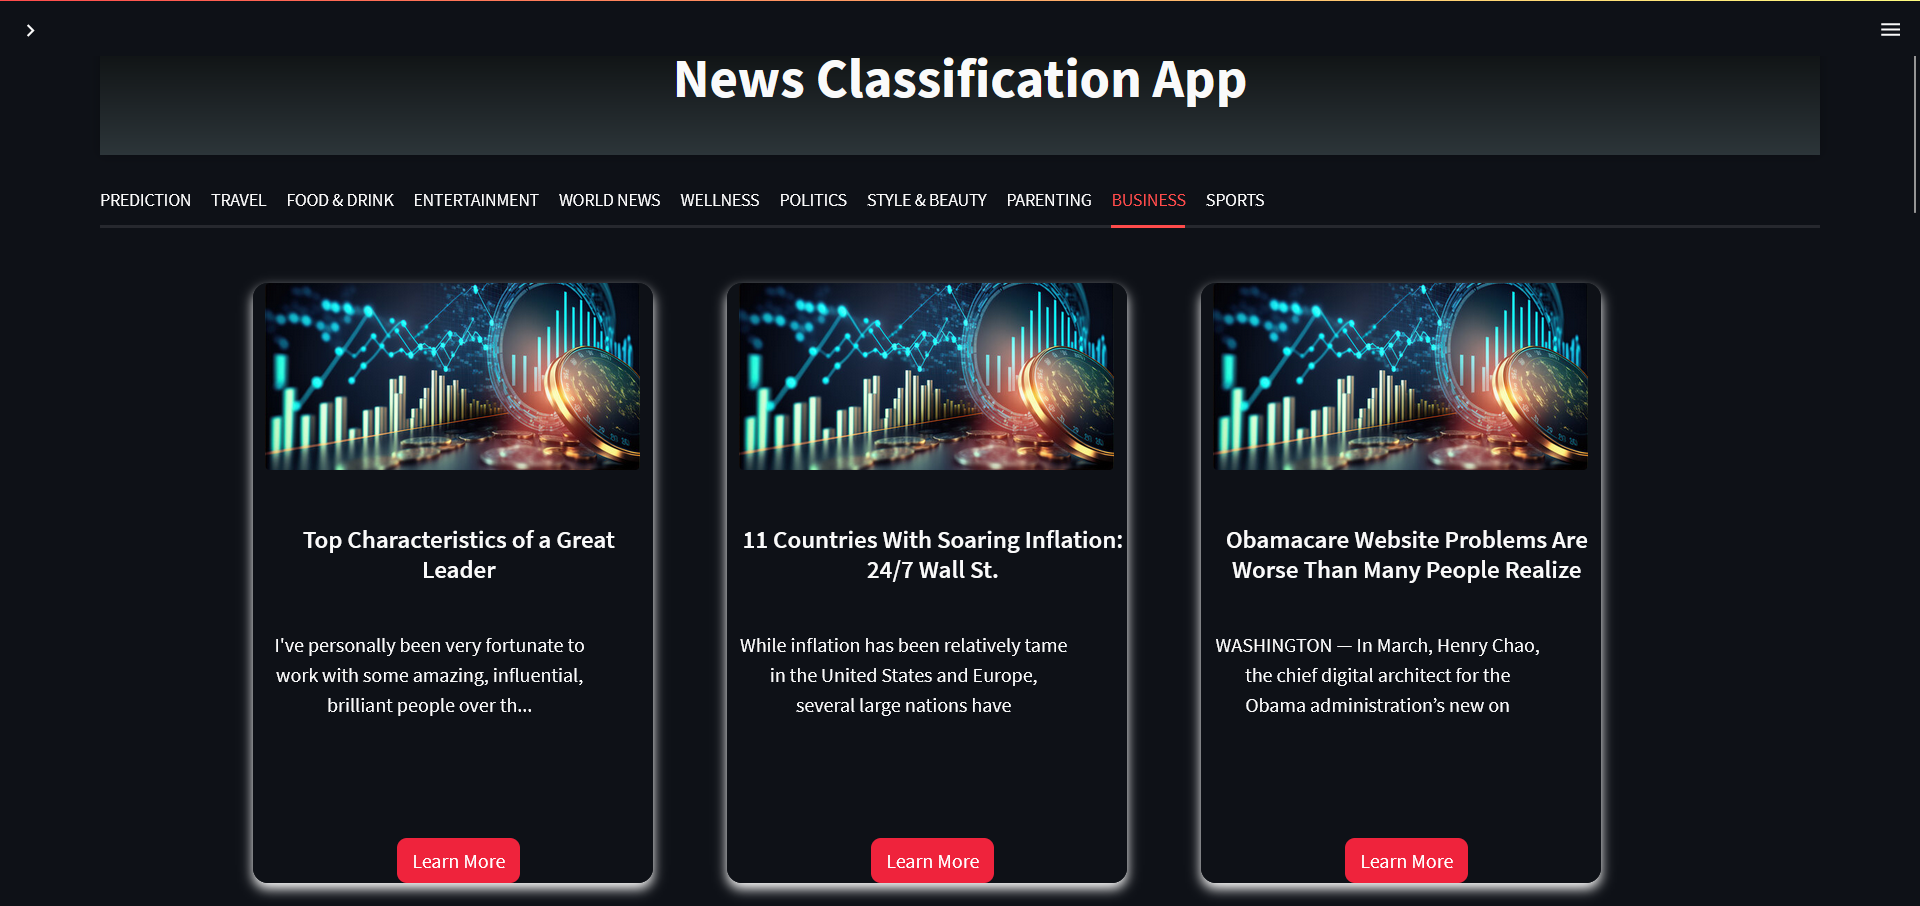 News Classification App
PREDICTION TRAVEL FOOD & DRINK ENTERTAINMENT WORLD NEWS WELLNESS POLITICS STYLE & BEAUTY PARENTING BUSINESS SPORTS
Top Characteristics of a Great
Leader
I've personally been very fortunate to
work with some amazing, influential,
brilliant people over th...
Learn More
11 Countries With Soaring Inflation:
24/7 Wall St.
While inflation has been relatively tame
in the United States and Europe,
several large nations have
Learn More
Obamacare Website Problems Are
Worse Than Many People Realize
WASHINGTON — In March, Henry Chao,
the chief digital architect for the
Obama administration’s new on
Learn More